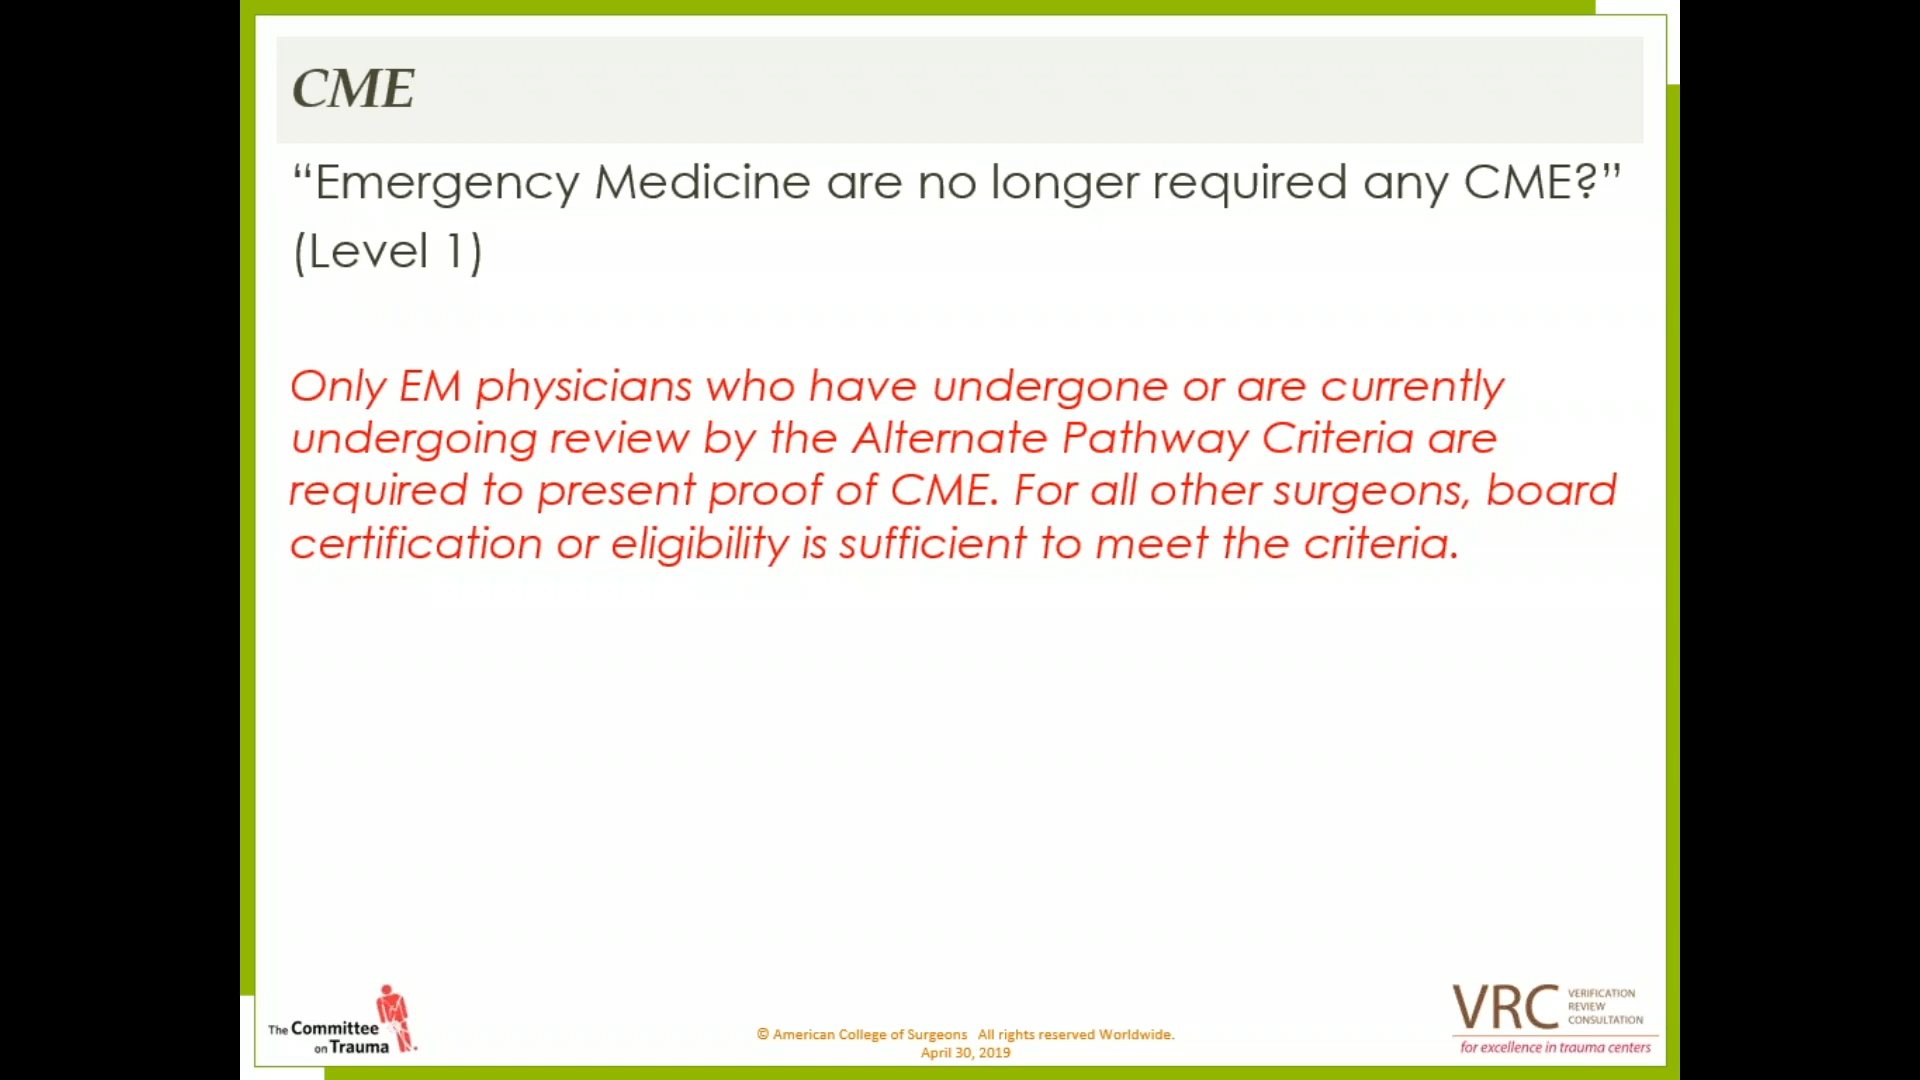 CME
“Emergency Medicine are no longer required any CME?”
(Level 1)
Only EM physicians who have undergone or are currently
undergoing review by the Alternate Pathway Criteria are
required to present proof of CME. For all other surgeons, board
certification or eligibility is sufficient to meet the criteria.
The Committee
on Trauma
© American College of Surgeons All rights reserved Worldwide.
April 30, 2019
VRC VERIFICATION
REVIEW
CONSULTATION
for excellence in trauma centers